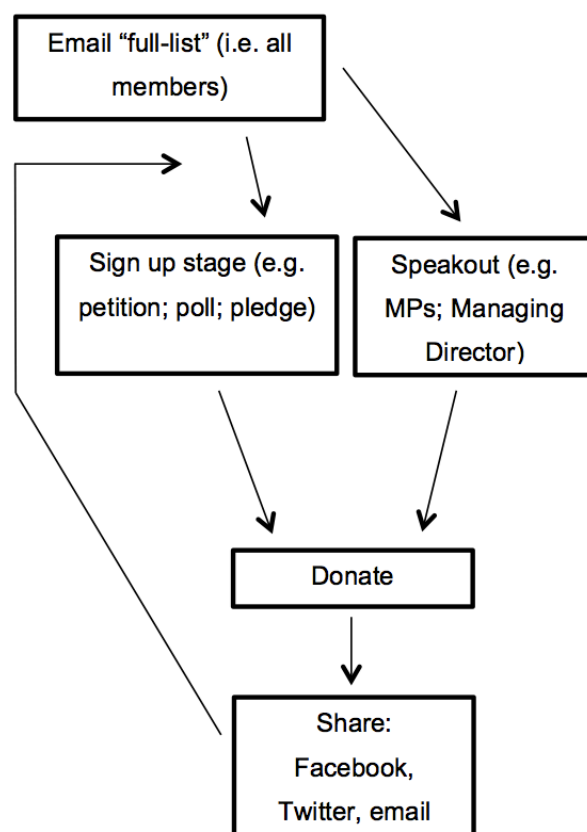 Email “full-list” (i.e. all
members)
Sign up stage (e.g.
petition; poll; pledge)
Speakout (e.g.
MPs; Managing
Director)
Donate
Share:
Facebook,
Twitter, email